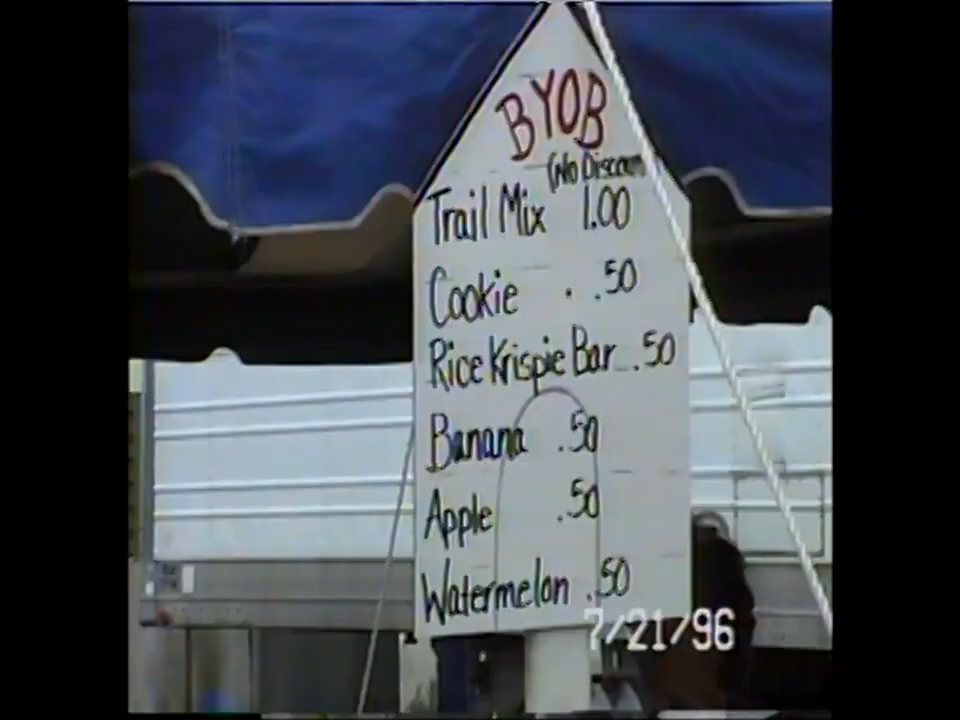 BYOB
(No Discoun
Trail Mix 1.00
Cookie . .50
Rice Krispie Bar .50
Banana .50
Apple .50
Watermelon .50
7/21/96